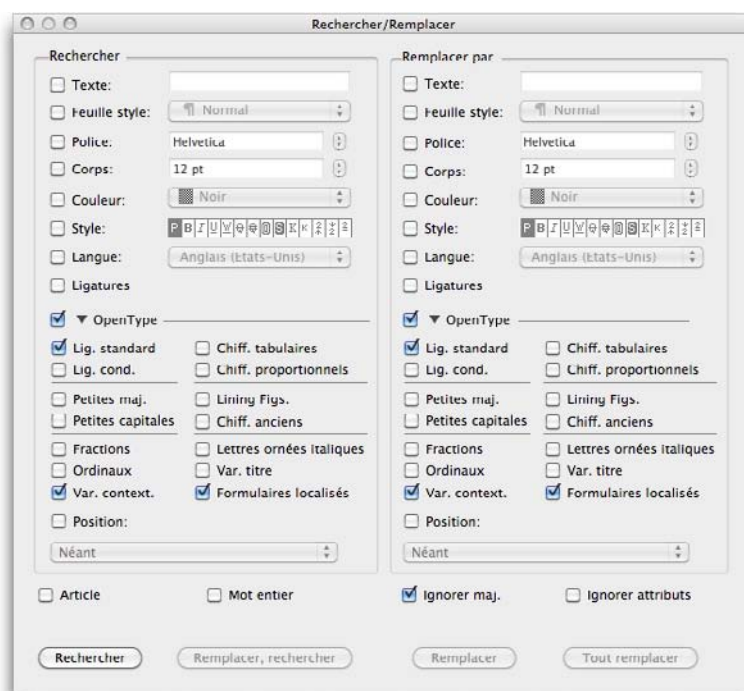 Rechercher/Remplacer
Rechercher
Texte:
Feuille style: ¶ Normal
Police: Helvetica
Corps: 12 pt
Couleur: Noir
Style: P B I U W
Langue: Anglais (États-Unis)
Ligatures
OpenType
Lig. standard Chiff. tabulaires
Lig. cond. Chiff. proportionnels
Petites maj. Lining Figs.
Petites capitales Chiff. anciens
Fractions Lettres ornées italiques
Ordinaux Var. titre
Var. context. Formulaires localisés
Position:
Néant
Remplacer par
Texte:
Feuille style: ¶ Normal
Police: Helvetica
Corps: 12 pt
Couleur: Noir
Style: P B I U W
Langue: Anglais (États-Unis)
Ligatures
OpenType
Lig. standard Chiff. tabulaires
Lig. cond. Chiff. proportionnels
Petites maj. Lining Figs.
Petites capitales Chiff. anciens
Fractions Lettres ornées italiques
Ordinaux Var. titre
Var. context. Formulaires localisés
Position:
Néant
Article Mot entier Ignorer maj. Ignorer attributs
Rechercher Remplacer, rechercher Remplacer Tout remplacer